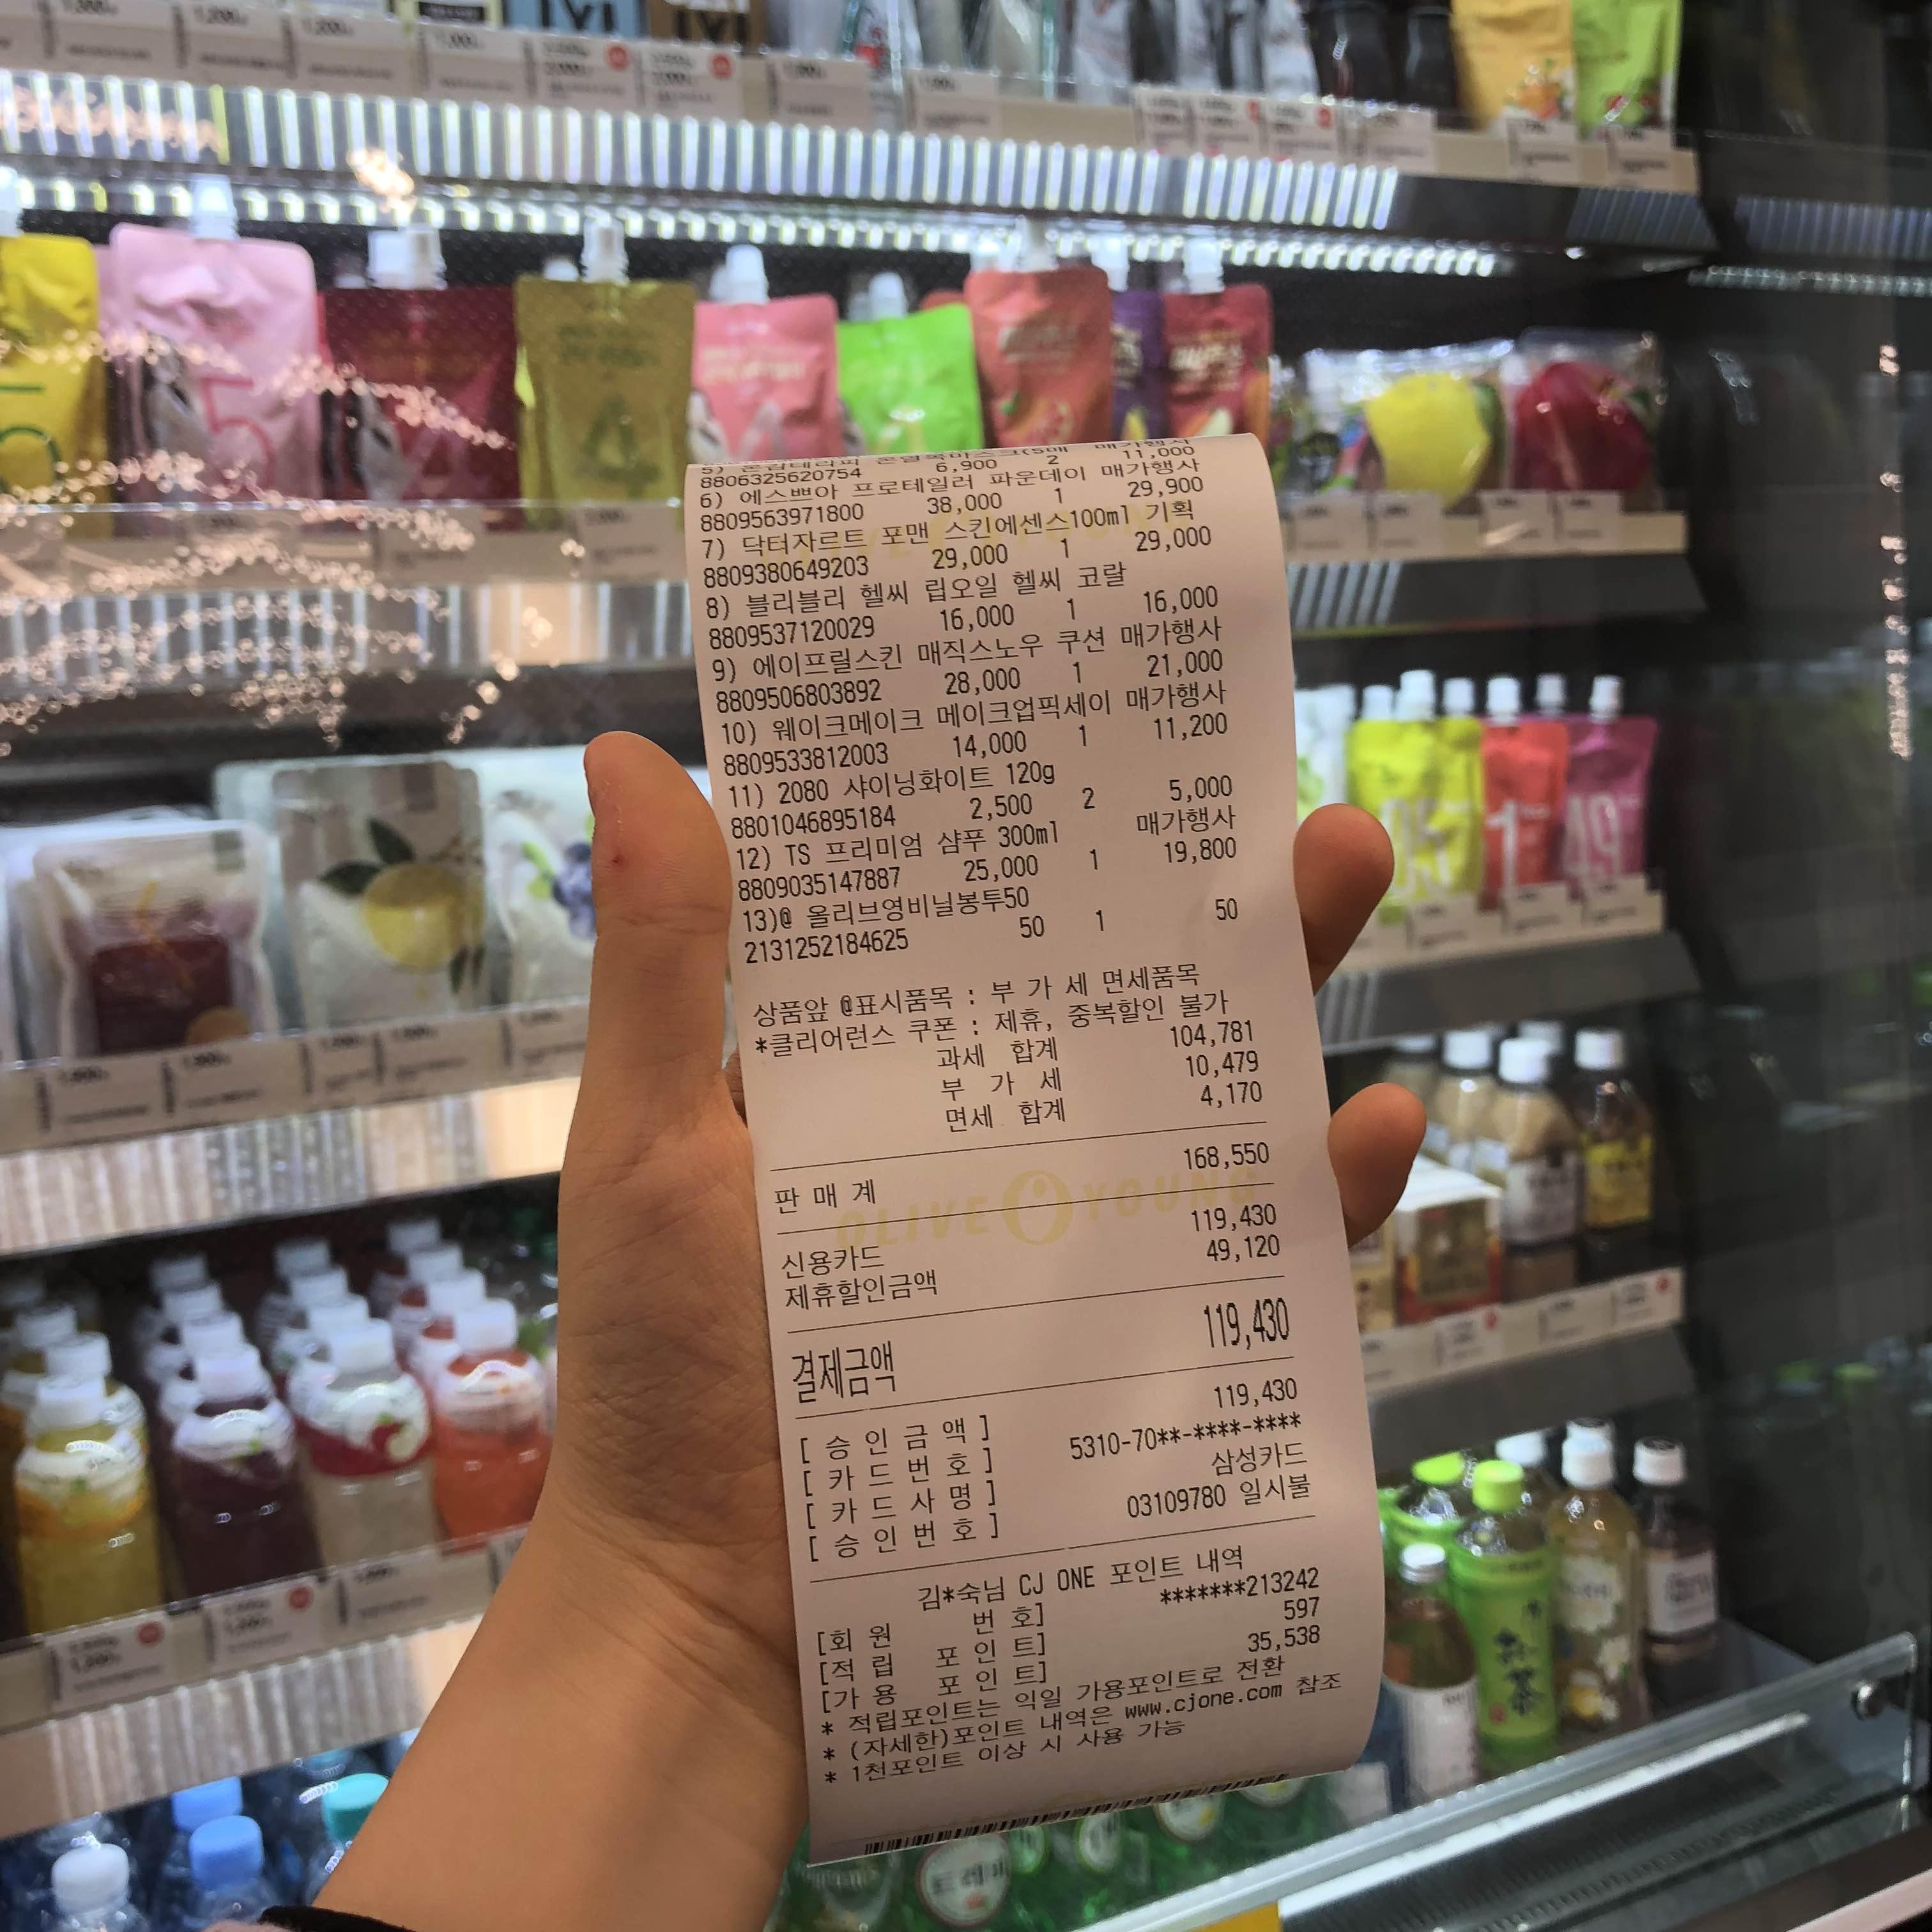 8806325620754 6,900 2 11,000
6) 에스쁘아 프로테일러 파운데이 매가행사
8809563971800 38,000 1 29,900
7) 닥터자르트 포맨 스킨에센스100ml 기획
8809380649203 29,000 1 29,000
8) 블리블리 헬씨 립오일 헬씨 코랄
8809537120029 16,000 1 16,000
9) 에이프릴스킨 매직스노우 쿠션 매가행사
8809506803892 28,000 1 21,000
10) 웨이크메이크 메이크업픽세이 매가행사
8809533812003 14,000 1 11,200
11) 2080 샤이닝화이트 120g
8801046895184 2,500 2 5,000
12) TS 프리미엄 샴푸 300ml 매가행사
8809035147887 25,000 1 19,800
13)@ 올리브영비닐봉투50
2131252184625 50 1 50
상품앞 @표시품목 : 부 가 세 면세품목
*클리어런스 쿠폰 : 제휴, 중복할인 불가
과세 합계 104,781
부 가 세 10,479
면세 합계 4,170
판 매 계 168,550
OLIVE YOUNG
신용카드 119,430
제휴할인금액 49,120
결제금액 119,430
[ 승 인 금 액 ] 119,430
[ 카 드 번 호 ] 5310-70**-****-****
[ 카 드 사 명 ] 삼성카드
[ 승 인 번 호 ] 03109780 일시불
김*숙님 CJ ONE 포인트 내역
[회 원 번 호] *******213242
[적 립 포 인 트] 597
[가 용 포 인 트] 35,538
* 적립포인트는 익일 가용포인트로 전환
* (자세한)포인트 내역은 www.cjone.com 참조
* 1천포인트 이상 시 사용 가능